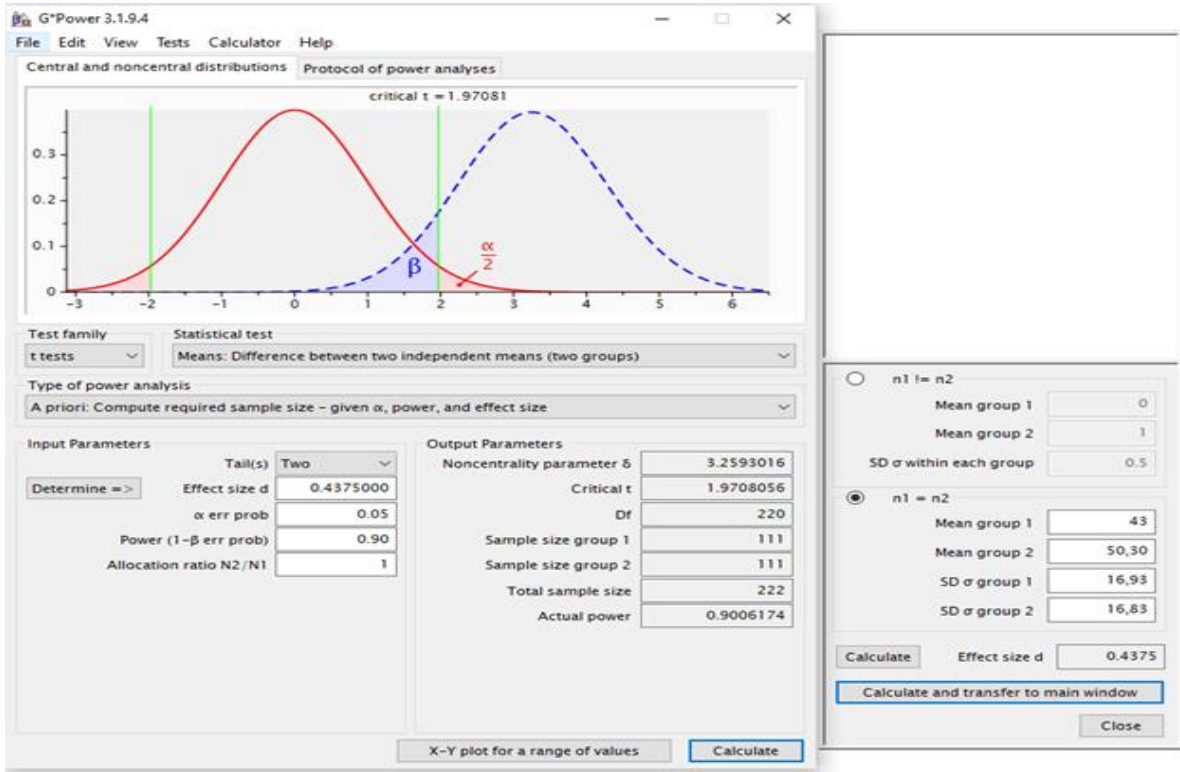 G*Power 3.1.9.4
File Edit View Tests Calculator Help
Central and noncentral distributions Protocol of power analyses
critical t = 1.97081
0.3
0.2
0.1
0
β
α
2
-3 -2 -1 0 1 2 3 4 5 6
Test family Statistical test
t tests Means: Difference between two independent means (two groups)
Type of power analysis
A priori: Compute required sample size – given α, power, and effect size
Input Parameters
Tail(s) Two
Determine => Effect size d 0.4375000
α err prob 0.05
Power (1-β err prob) 0.90
Allocation ratio N2/N1 1
Output Parameters
Noncentrality parameter δ 3.2593016
Critical t 1.9708056
Df 220
Sample size group 1 111
Sample size group 2 111
Total sample size 222
Actual power 0.9006174
X-Y plot for a range of values Calculate
n1 != n2
Mean group 1 0
Mean group 2 1
SD σ within each group 0.5
n1 = n2
Mean group 1 43
Mean group 2 50,30
SD σ group 1 16,93
SD σ group 2 16,83
Calculate Effect size d 0.4375
Calculate and transfer to main window
Close